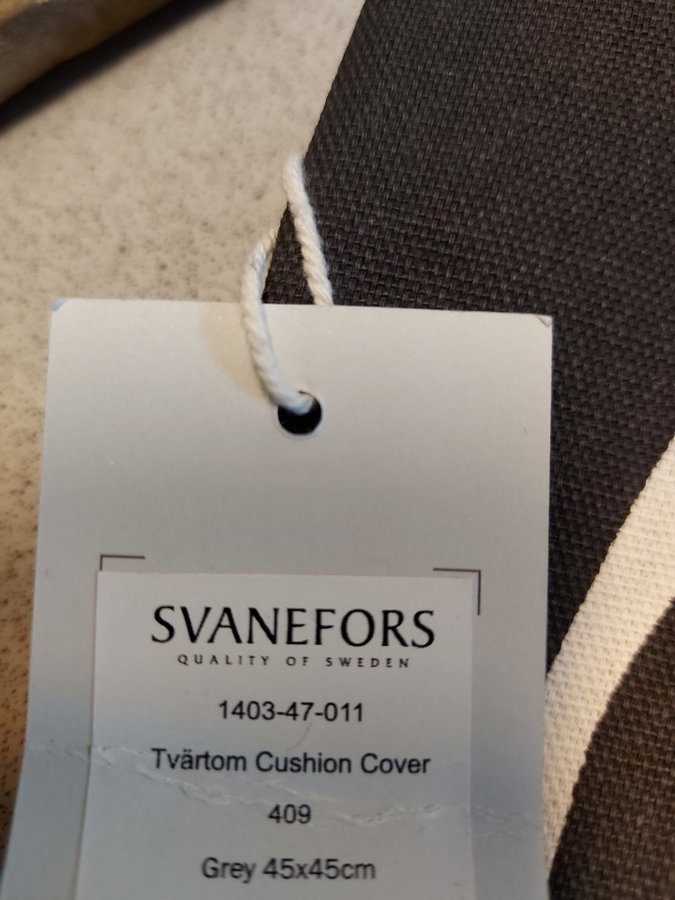 SVANEFORS
QUALITY OF SWEDEN
1403-47-011
Tvärtom Cushion Cover
409
Grey 45x45cm